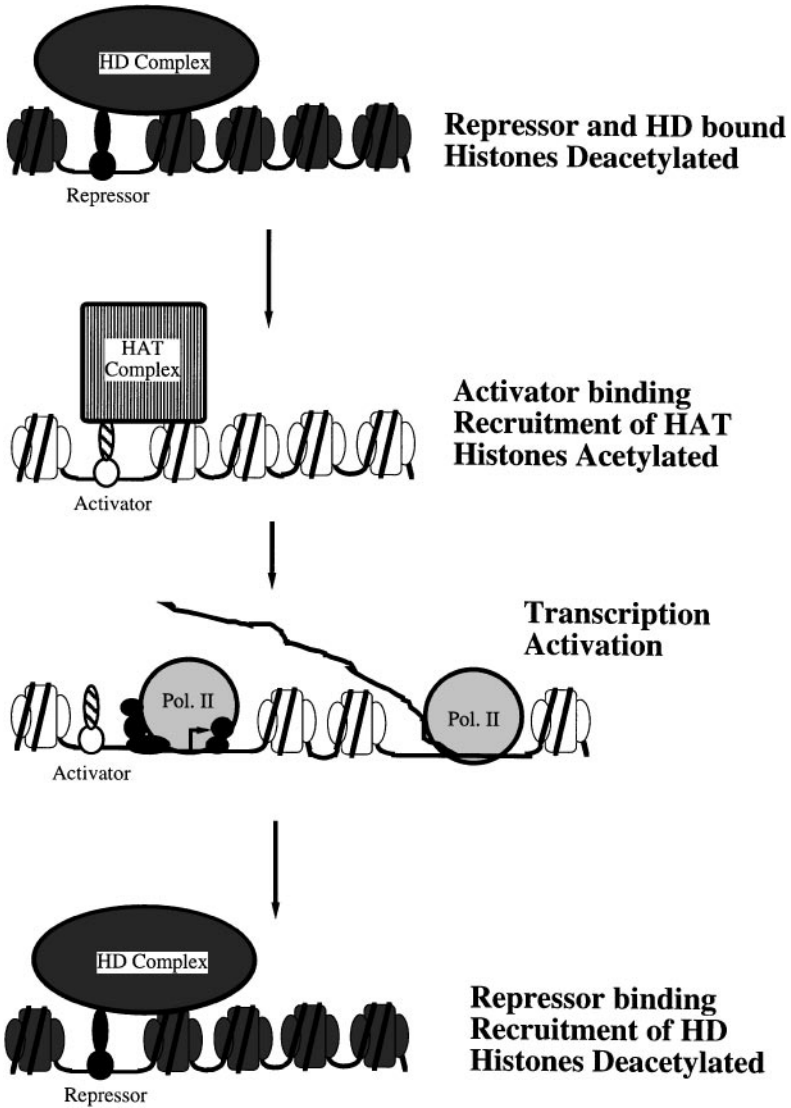 HD Complex
Repressor and HD bound
Histones Deacetylated
Repressor
HAT
Complex
Activator binding
Recruitment of HAT
Histones Acetylated
Activator
Transcription
Activation
Pol. II
Pol. II
Activator
HD Complex
Repressor binding
Recruitment of HD
Histones Deacetylated
Repressor